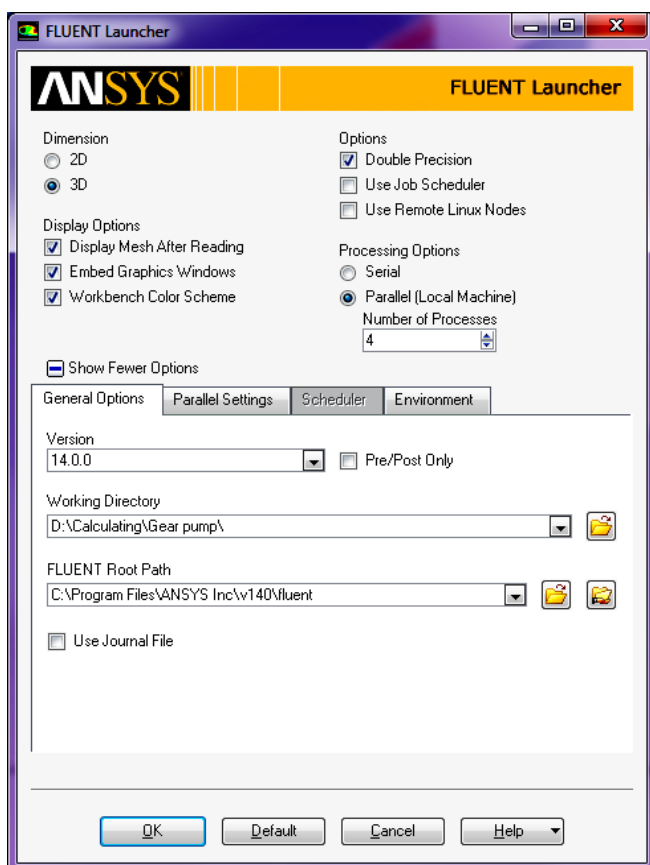 FLUENT Launcher
ANSYS FLUENT Launcher
Dimension
2D
3D
Display Options
Display Mesh After Reading
Embed Graphics Windows
Workbench Color Scheme
Options
Double Precision
Use Job Scheduler
Use Remote Linux Nodes
Processing Options
Serial
Parallel (Local Machine)
Number of Processes
4
Show Fewer Options
General Options Parallel Settings Scheduler Environment
Version
14.0.0 Pre/Post Only
Working Directory
D:\Calculating\Gear pump\
FLUENT Root Path
C:\Program Files\ANSYS Inc\v140\fluent
Use Journal File
OK Default Cancel Help